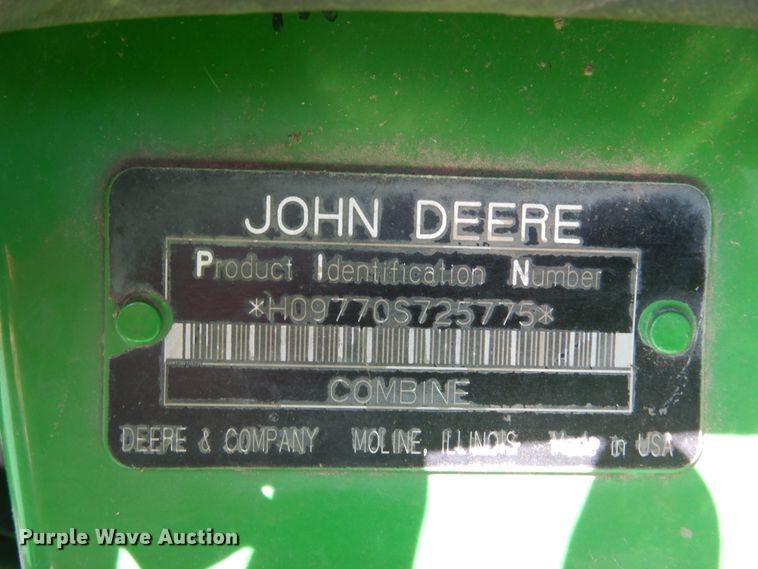 JOHN DEERE
Product Identification Number
*H09770S725775*
COMBINE
DEERE & COMPANY MOLINE, ILLINOIS Made in USA
Purple Wave Auction